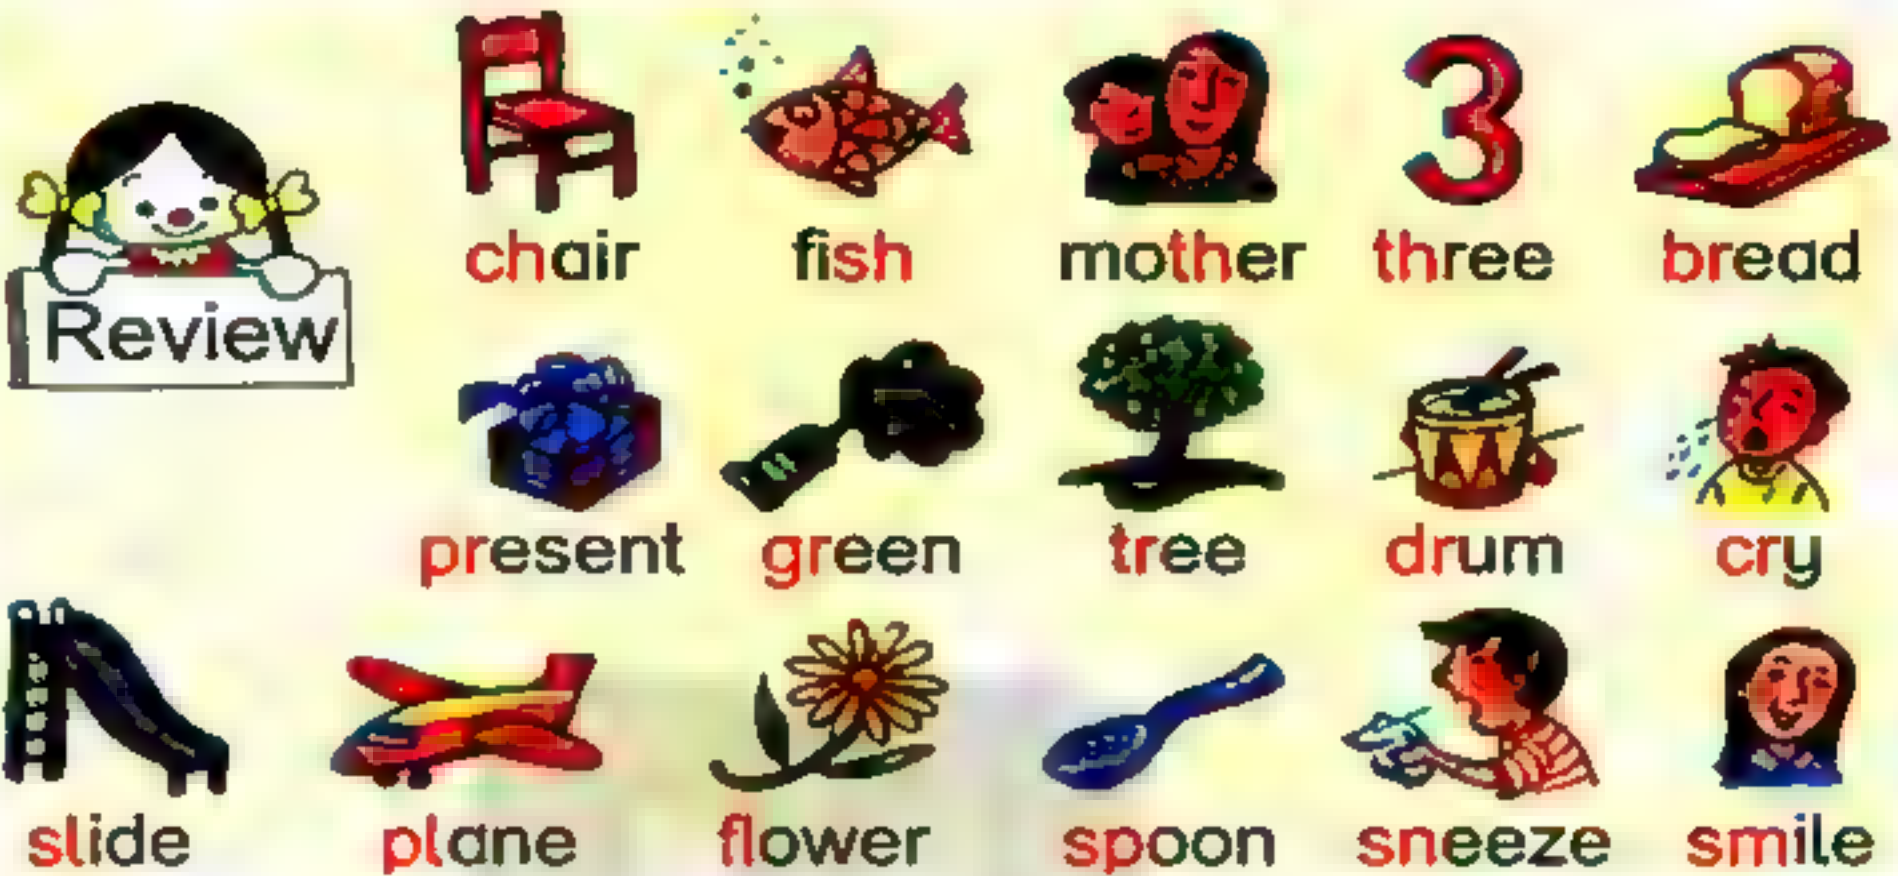 chair fish mother three bread
Review
present green tree drum cry
slide plane flower spoon sneeze smile